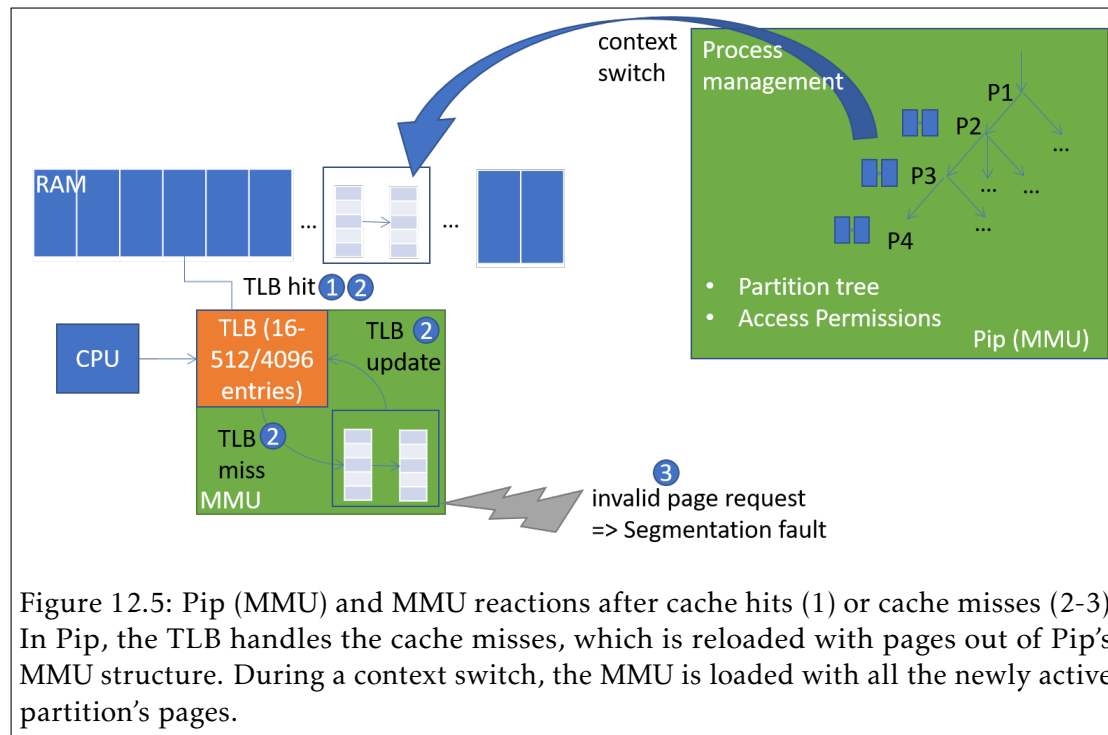 context
switch
Process
management
P1
P2
...
P3
...
...
P4
...
• Partition tree
• Access Permissions
Pip (MMU)
RAM
...
...
TLB hit 1 2
CPU
TLB (16-
512/4096
entries)
TLB 2
update
TLB 2
miss
MMU
3
invalid page request
=> Segmentation fault
Figure 12.5: Pip (MMU) and MMU reactions after cache hits (1) or cache misses (2-3)
In Pip, the TLB handles the cache misses, which is reloaded with pages out of Pip's
MMU structure. During a context switch, the MMU is loaded with all the newly active
partition's pages.